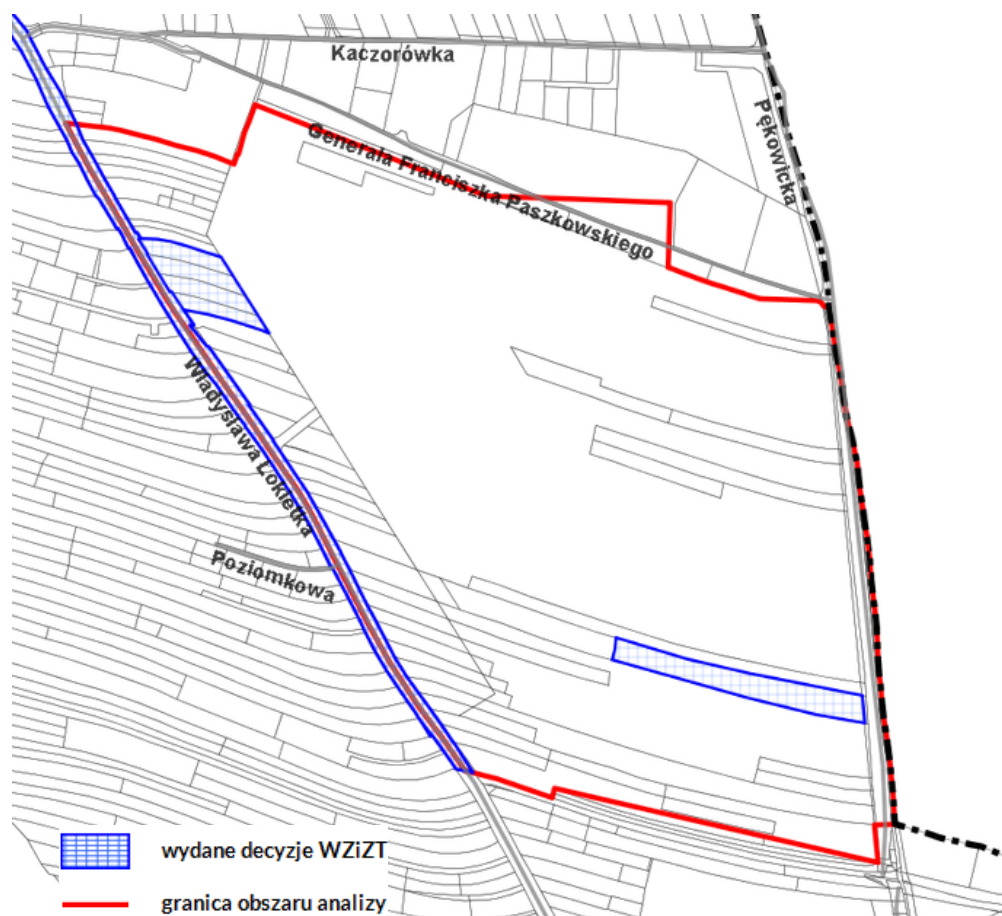 Kaczorówka
Pękowicka
Generała Franciszka Paszkowskiego
Władysława Łokietka
Poziomkowa
wydane decyzje WZiZT
granica obszaru analizy